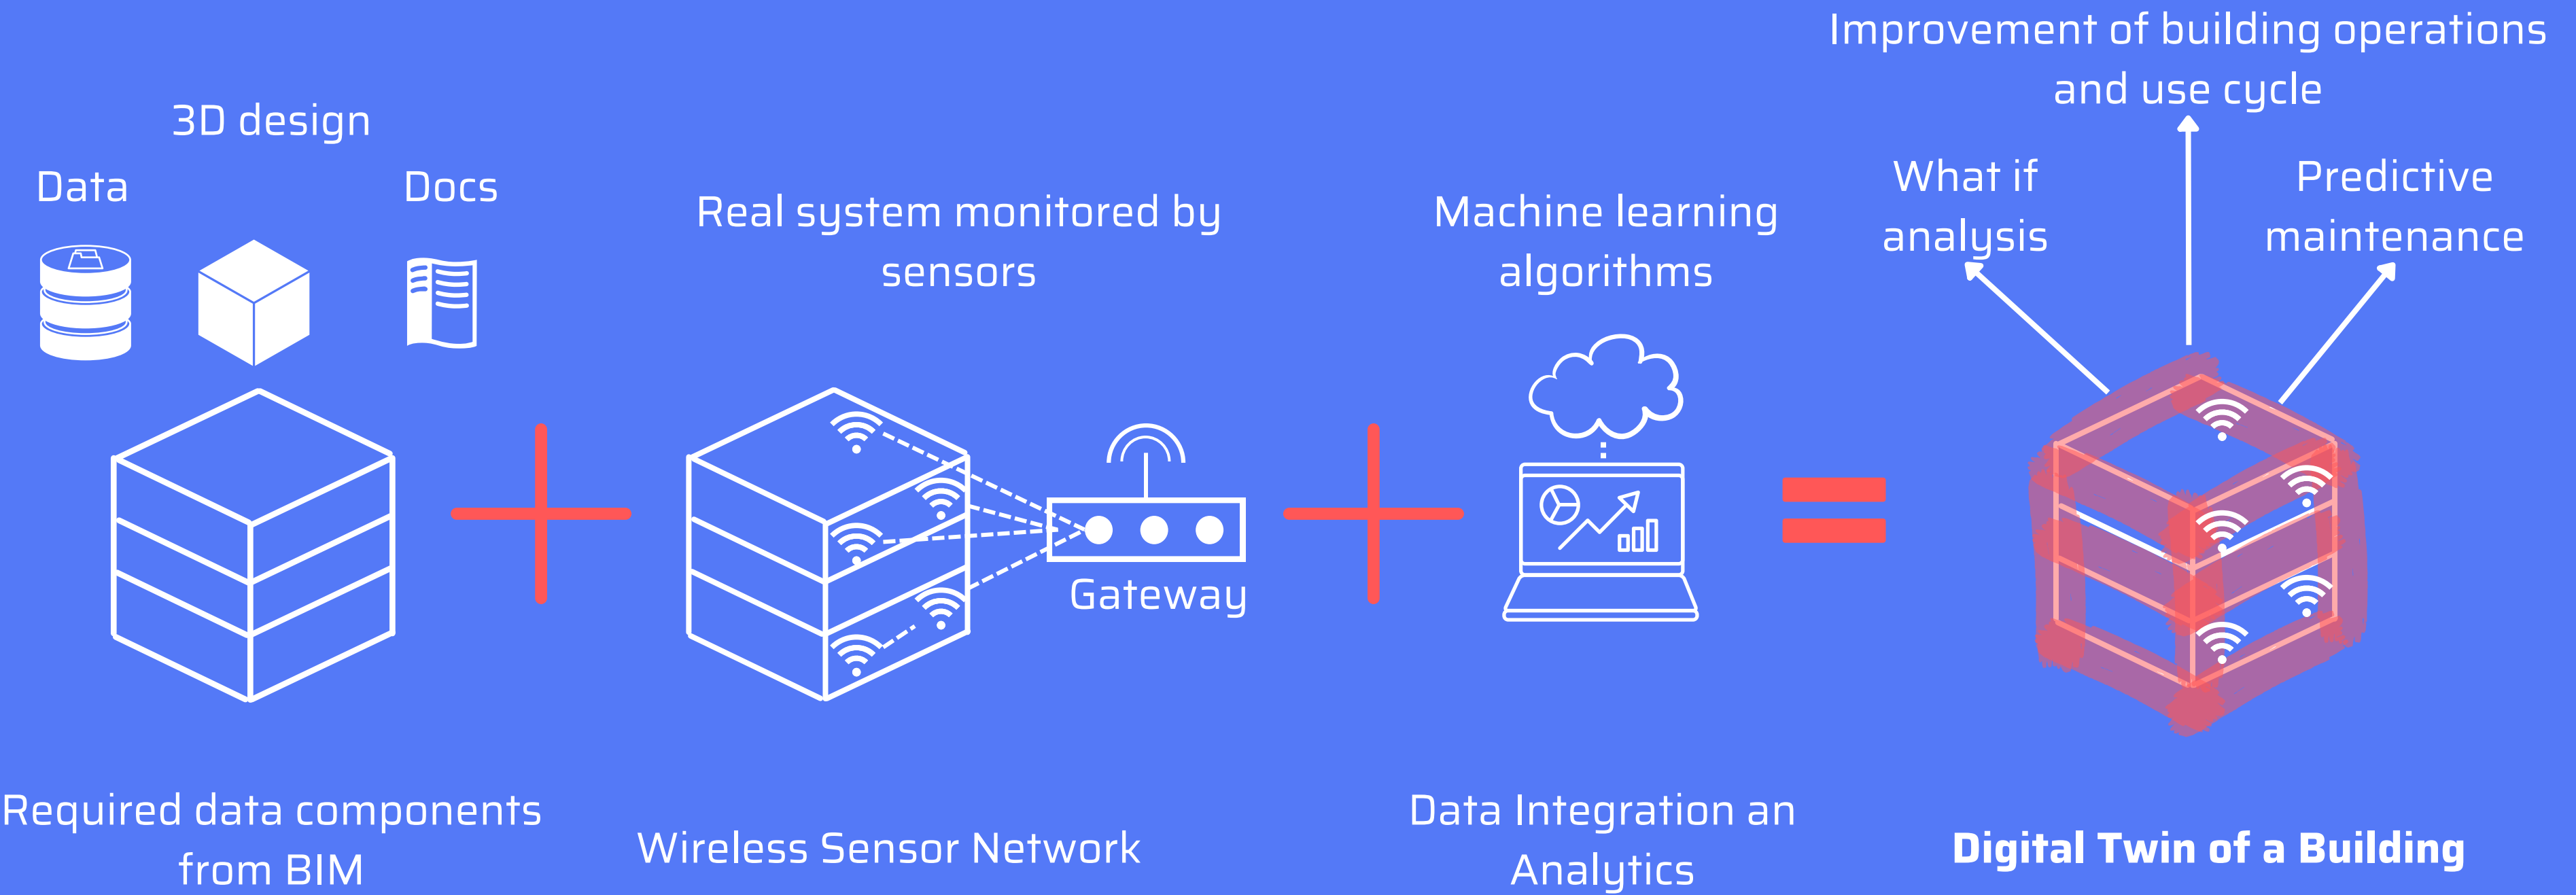 3D design
Data
Docs
Required data components
from BIM
Real system monitored by
sensors
Gateway
Wireless Sensor Network
Machine learning
algorithms
Data Integration an
Analytics
Improvement of building operations
and use cycle
What if
analysis
Predictive
maintenance
Digital Twin of a Building